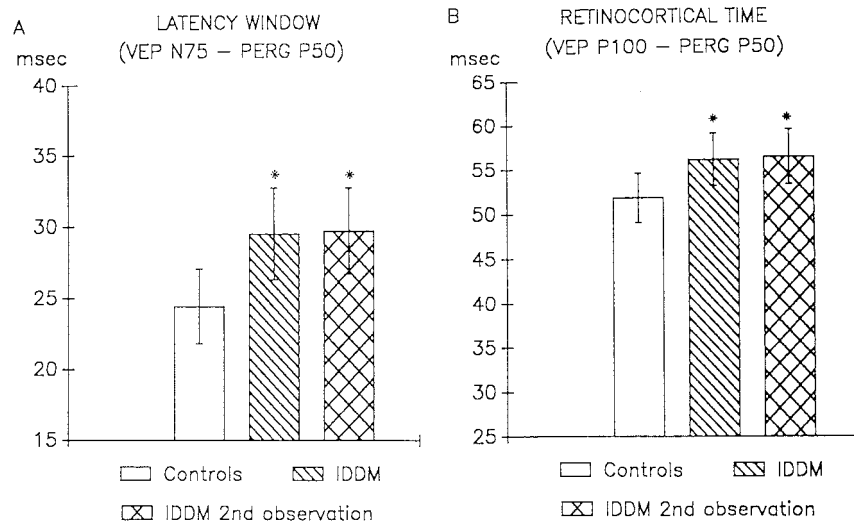 A
LATENCY WINDOW
(VEP N75 – PERG P50)
msec
40
35
30
25
20
15
*
*
Controls
IDDM
IDDM 2nd observation
B
RETINOCORTICAL TIME
(VEP P100 – PERG P50)
msec
65
60
55
50
45
40
35
30
25
*
*
Controls
IDDM
IDDM 2nd observation